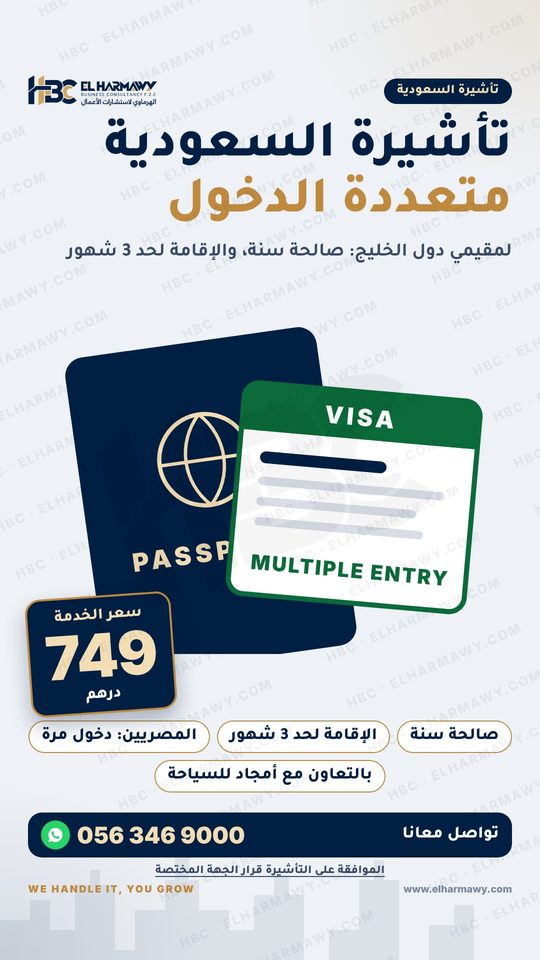 HBC EL HARMAWY
BUSINESS CONSULTANCY F.Z.E
الهرماوي لاستشارات الأعمال
تأشيرة السعودية
تأشيرة السعودية
متعددة الدخول
لمقيمي دول الخليج: صالحة سنة، والإقامة لحد 3 شهور
VISA
PASSP
MULTIPLE ENTRY
سعر الخدمة
749
درهم
صالحة سنة
الإقامة لحد 3 شهور
المصريين: دخول مرة
بالتعاون مع أمجاد للسياحة
تواصل معانا
056 346 9000
الموافقة على التأشيرة قرار الجهة المختصة
WE HANDLE IT, YOU GROW
www.elharmawy.com
HBC · ELHARMAWY.COM